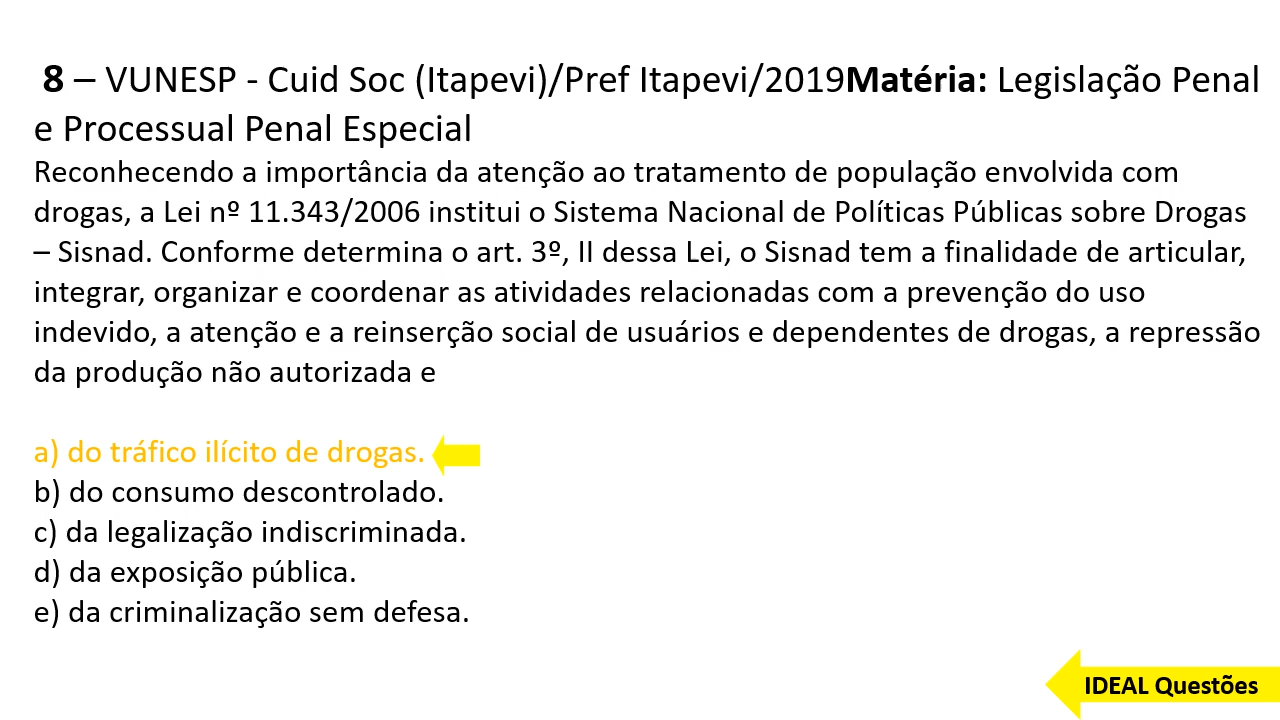 8 – VUNESP - Cuid Soc (Itapevi)/Pref Itapevi/2019Matéria: Legislação Penal
e Processual Penal Especial
Reconhecendo a importância da atenção ao tratamento de população envolvida com
drogas, a Lei nº 11.343/2006 institui o Sistema Nacional de Políticas Públicas sobre Drogas
– Sisnad. Conforme determina o art. 3º, II dessa Lei, o Sisnad tem a finalidade de articular,
integrar, organizar e coordenar as atividades relacionadas com a prevenção do uso
indevido, a atenção e a reinserção social de usuários e dependentes de drogas, a repressão
da produção não autorizada e
a) do tráfico ilícito de drogas.
b) do consumo descontrolado.
c) da legalização indiscriminada.
d) da exposição pública.
e) da criminalização sem defesa.
IDEAL Questões